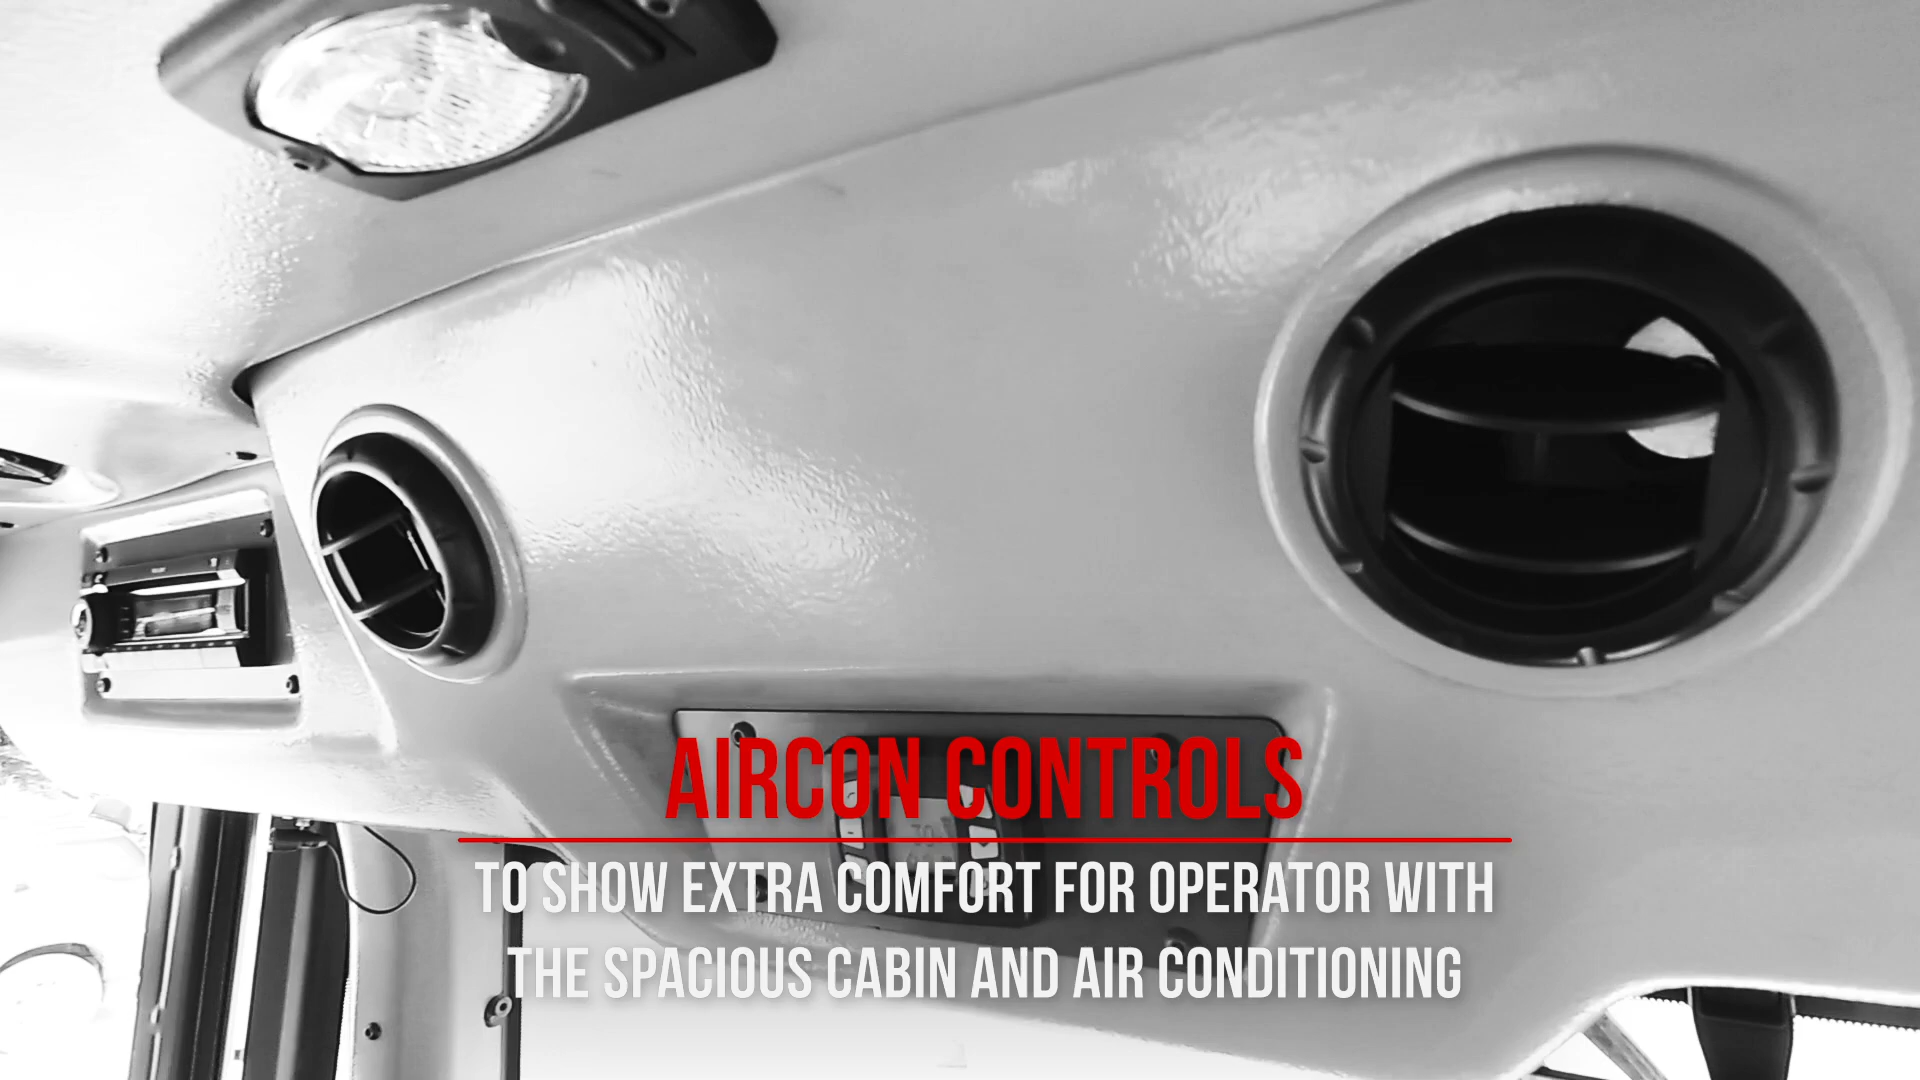 AIRCON CONTROLS
TO SHOW EXTRA COMFORT FOR OPERATOR WITH
THE SPACIOUS CABIN AND AIR CONDITIONING